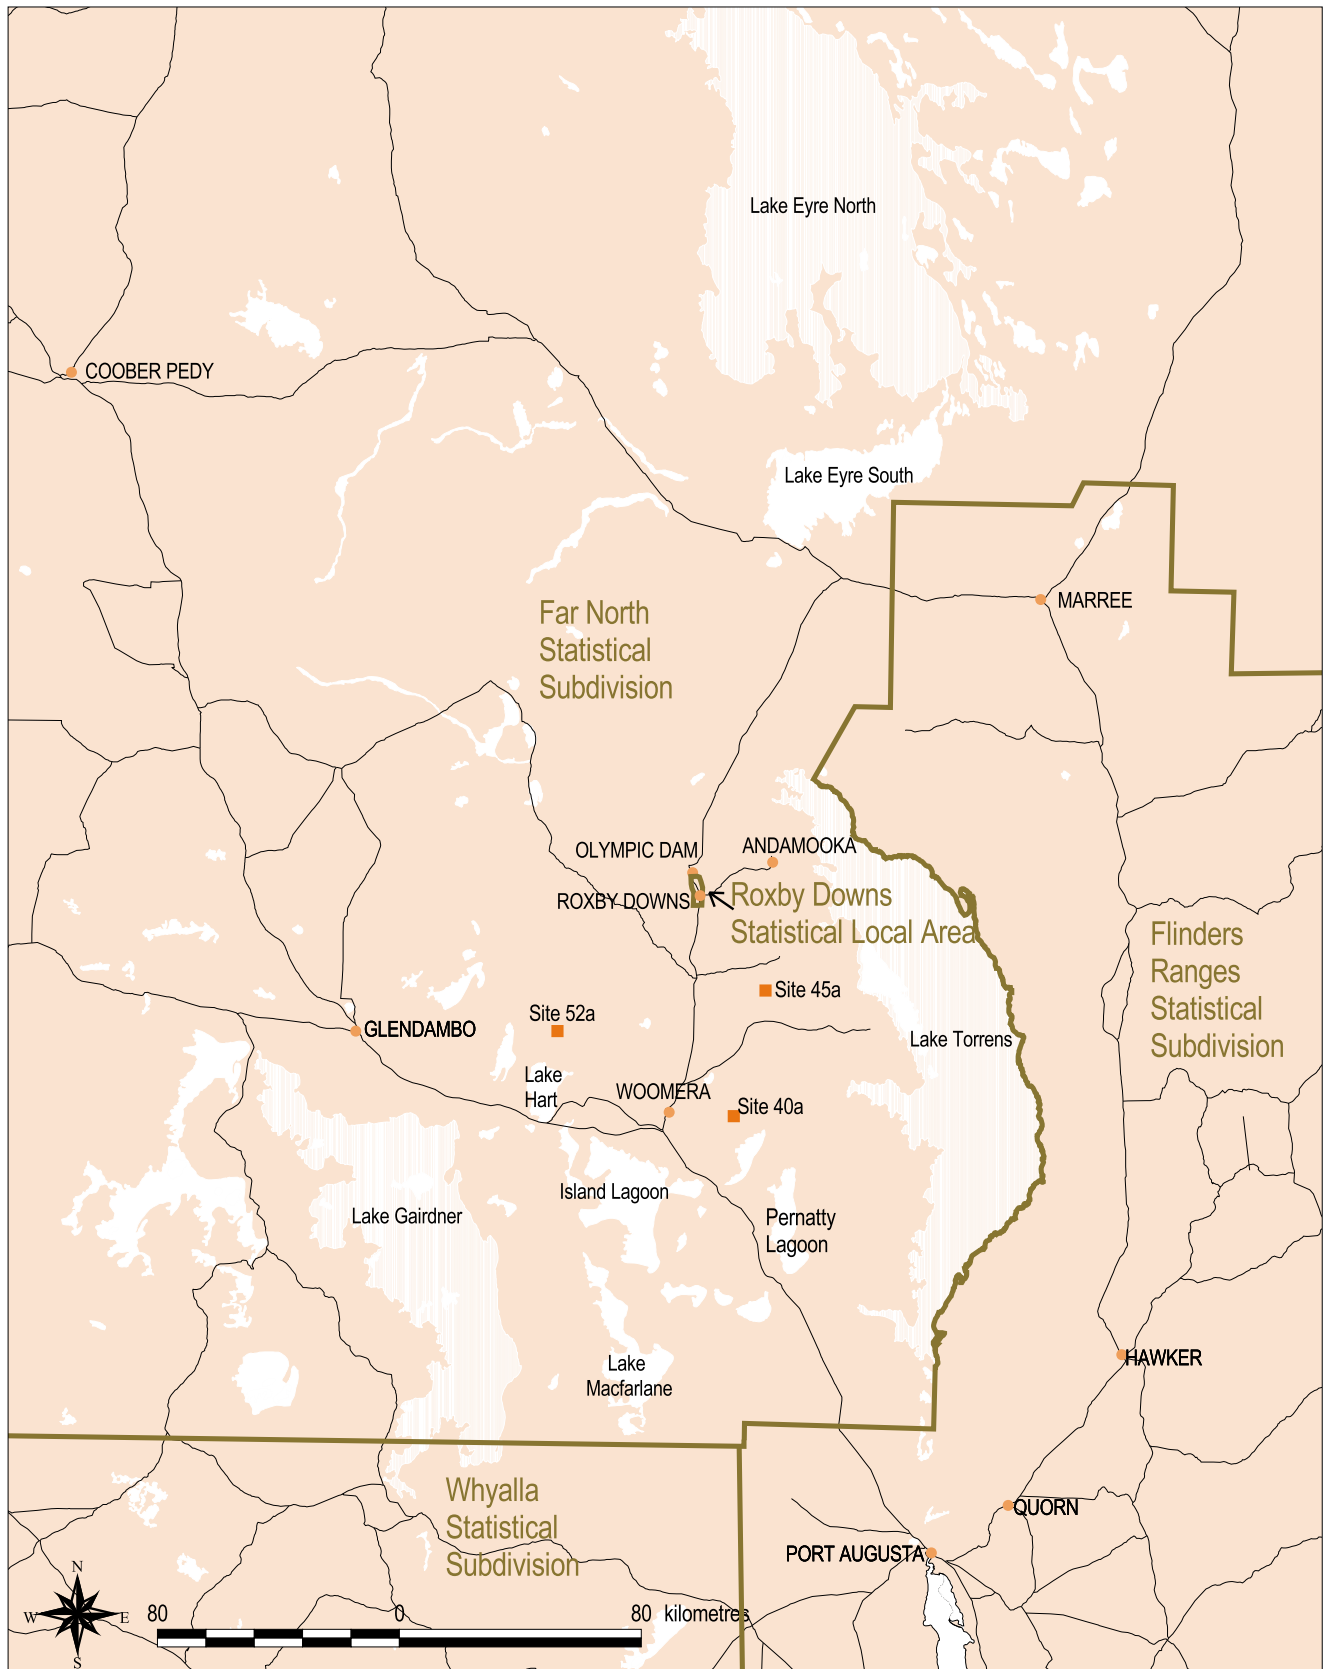 Lake Eyre North
COOBER PEDY
Lake Eyre South
MARREE
Far North
Statistical
Subdivision
OLYMPIC DAM
ANDAMOOKA
ROXBY DOWNS
Roxby Downs
Statistical Local Area
Flinders
Ranges
Statistical
Subdivision
Site 45a
Site 52a
GLENDAMBO
Lake Torrens
Lake
Hart
WOOMERA
Site 40a
Island Lagoon
Lake Gairdner
Pernatty
Lagoon
Lake
Macfarlane
HAWKER
Whyalla
Statistical
Subdivision
QUORN
PORT AUGUSTA
N
W
E
S
80 0 80 kilometres